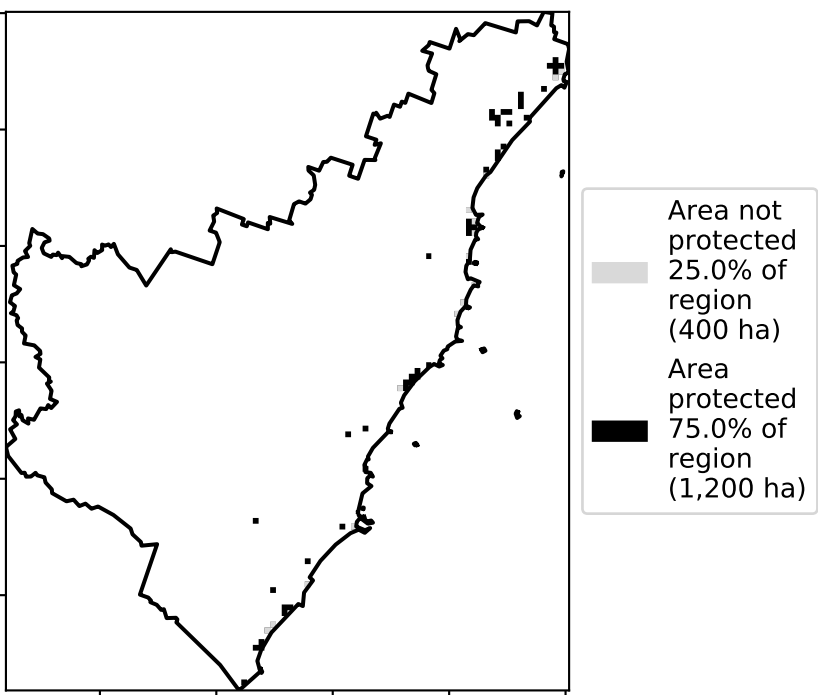 Area not
protected
25.0% of
region
(400 ha)
Area
protected
75.0% of
region
(1,200 ha)